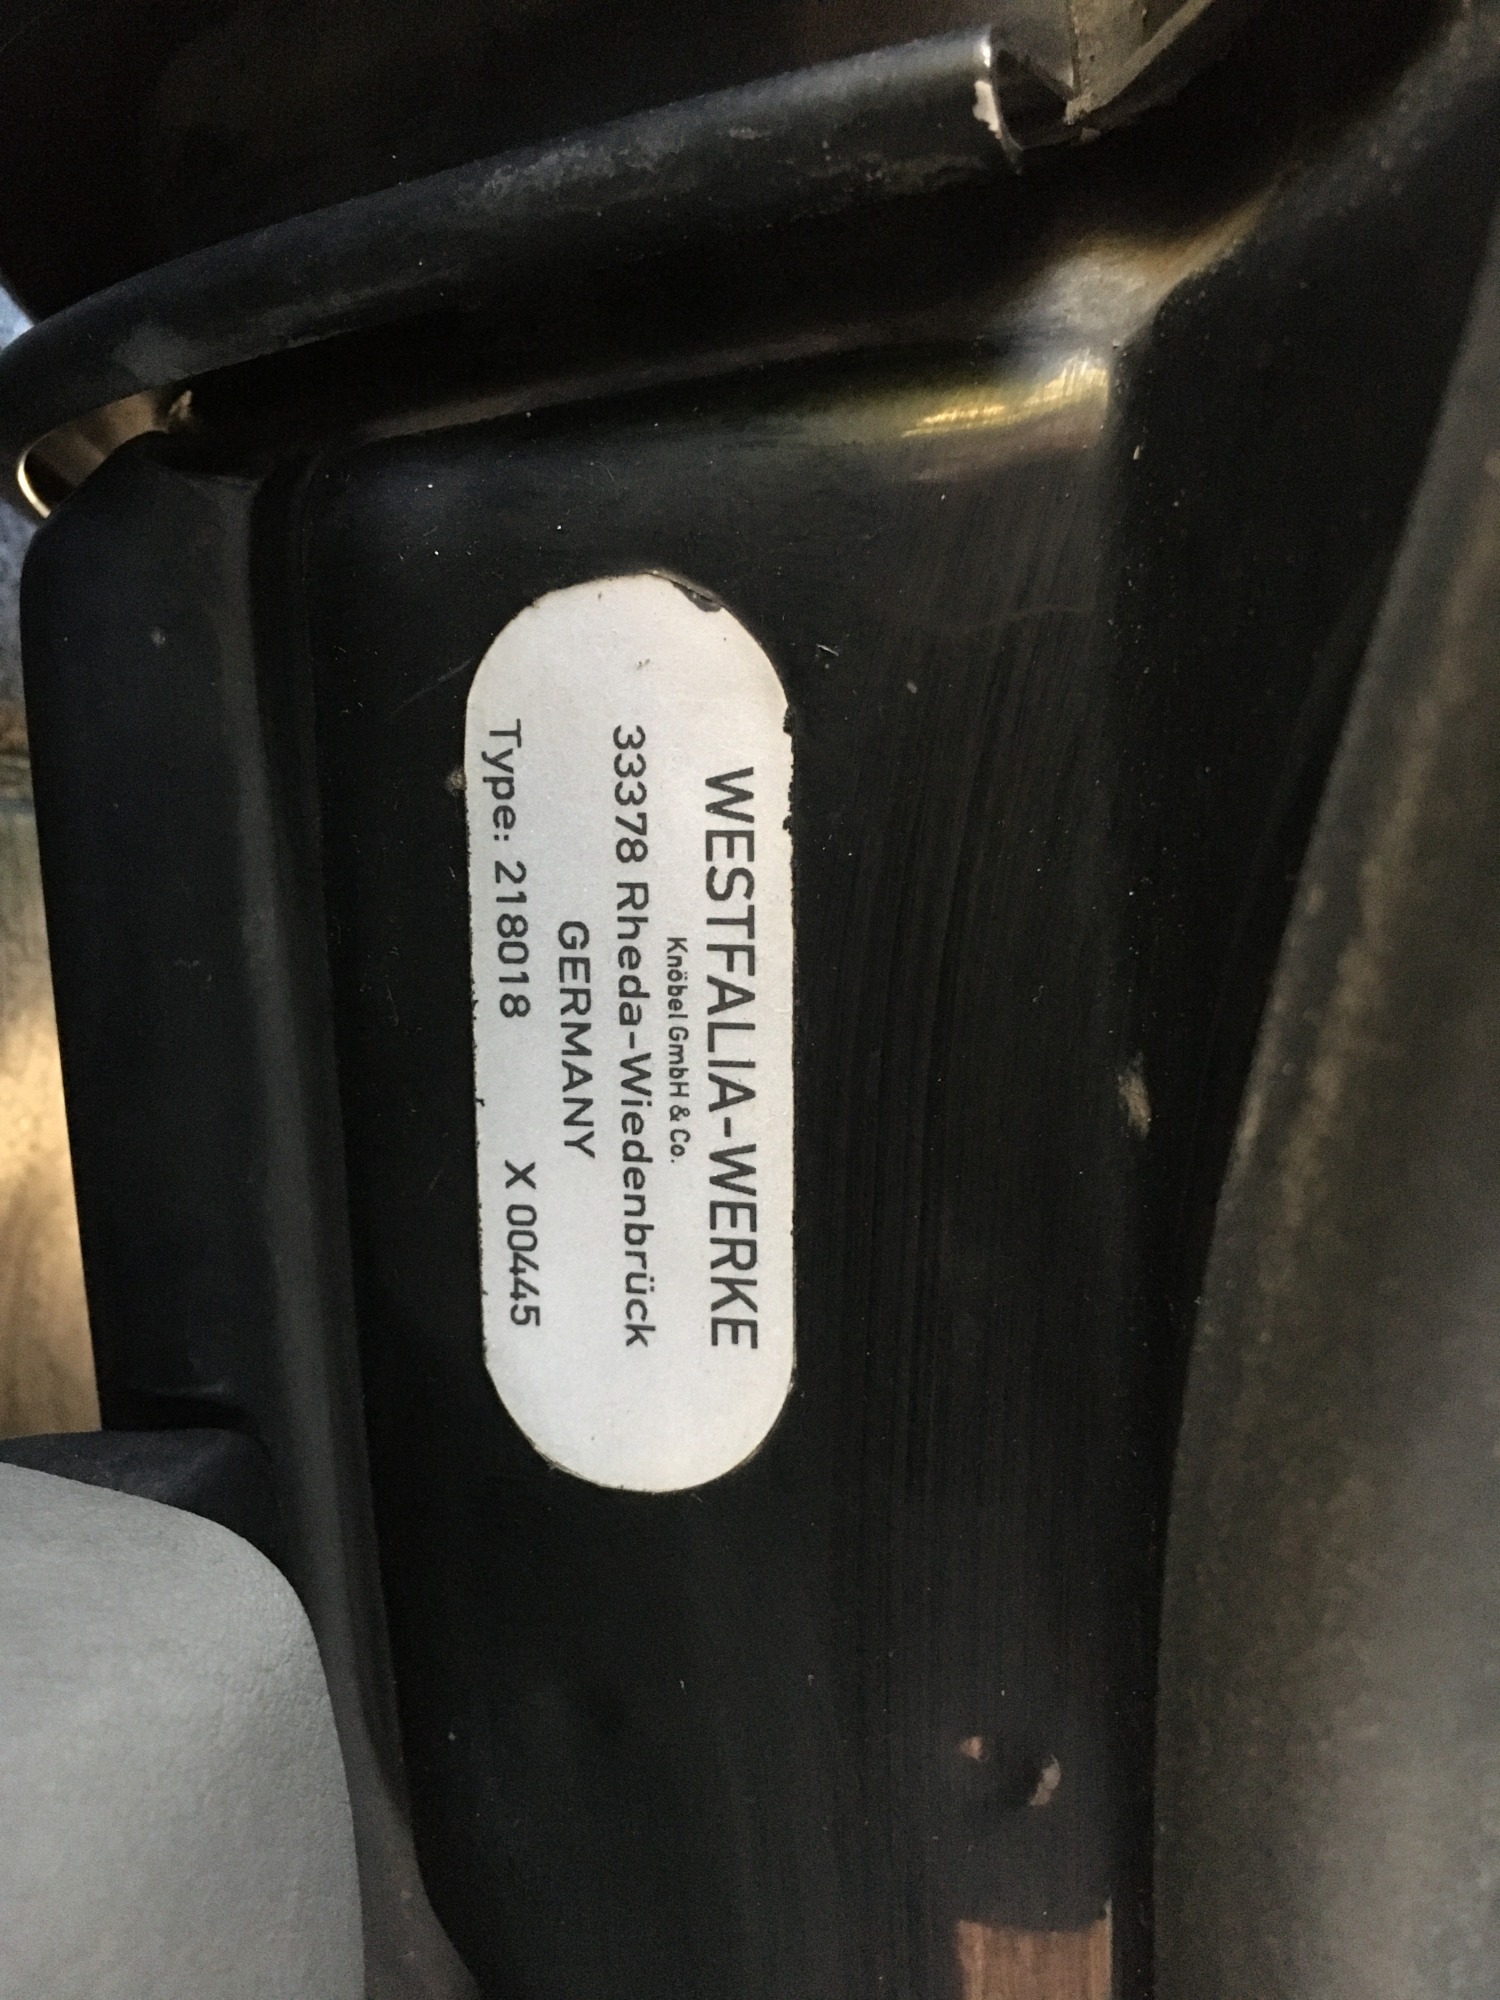 WESTFALIA-WERKE
Knöbel GmbH & Co.
33378 Rheda-Wiedenbrück
GERMANY
Type: 218018 X 00445